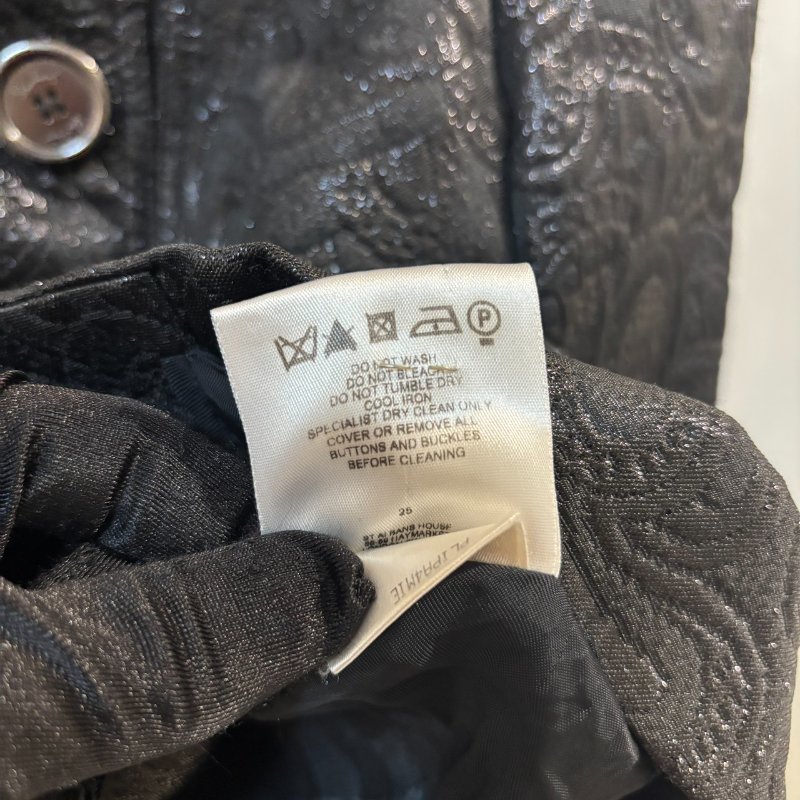 P
DO NOT WASH
DO NOT BLEACH
DO NOT TUMBLE DRY
COOL IRON
SPECIALIST DRY CLEAN ONLY
COVER OR REMOVE ALL
BUTTONS AND BUCKLES
BEFORE CLEANING
25
ST ALBANS HOUSE
HAYMARKET